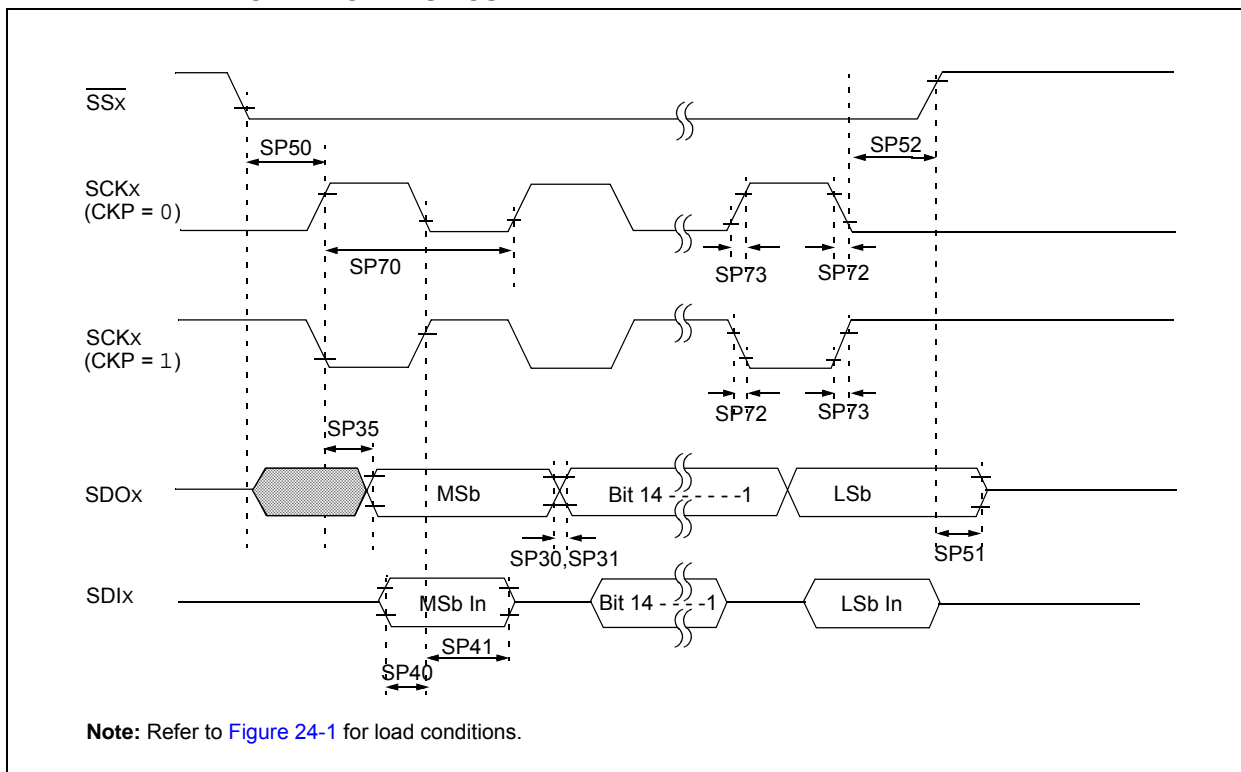 SSx
SP50
SP52
SCKx
(CKP = 0)
SP70
SP73
SP72
SCKx
(CKP = 1)
SP72
SP73
SP35
SDOx
MSb
Bit 14 - - - - - -1
LSb
SP30,SP31
SP51
SDIx
MSb In
Bit 14 - - - -1
LSb In
SP41
SP40
Note: Refer to Figure 24-1 for load conditions.